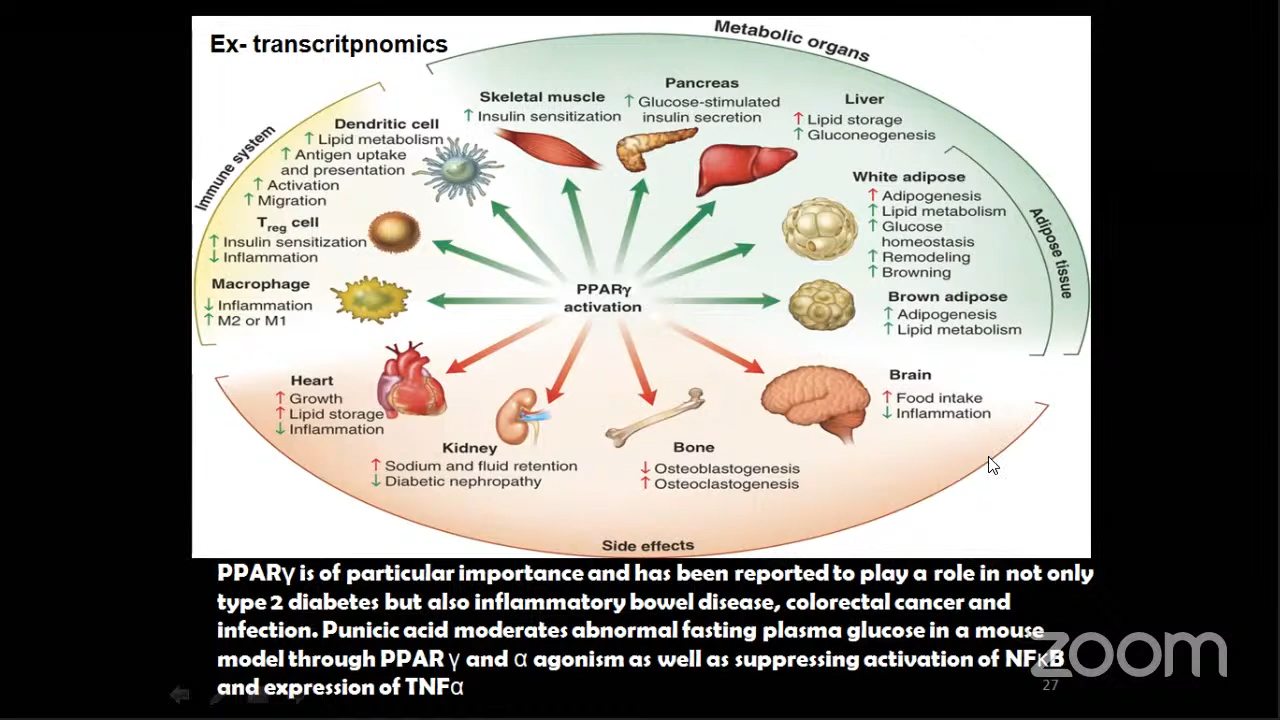 Ex- transcritpnomics
Metabolic organs
Immune system
Dendritic cell
↑ Lipid metabolism
↑ Antigen uptake
and presentation
↑ Activation
↑ Migration
Treg cell
↑ Insulin sensitization
↓ Inflammation
Macrophage
↓ Inflammation
↑ M2 or M1
Skeletal muscle
↑ Insulin sensitization
Pancreas
↑ Glucose-stimulated
insulin secretion
Liver
↑ Lipid storage
↑ Gluconeogenesis
White adipose
↑ Adipogenesis
↑ Lipid metabolism
↑ Glucose
homeostasis
↑ Remodeling
↑ Browning
Adipose tissue
Brown adipose
↑ Adipogenesis
↑ Lipid metabolism
PPARγ
activation
Heart
↑ Growth
↑ Lipid storage
↓ Inflammation
Kidney
↑ Sodium and fluid retention
↓ Diabetic nephropathy
Bone
↓ Osteoblastogenesis
↑ Osteoclastogenesis
Brain
↑ Food intake
↓ Inflammation
Side effects
PPARγ is of particular importance and has been reported to play a role in not only
type 2 diabetes but also inflammatory bowel disease, colorectal cancer and
infection. Punicic acid moderates abnormal fasting plasma glucose in a mouse
model through PPAR γ and α agonism as well as suppressing activation of NFκB
and expression of TNFα
zoom
27